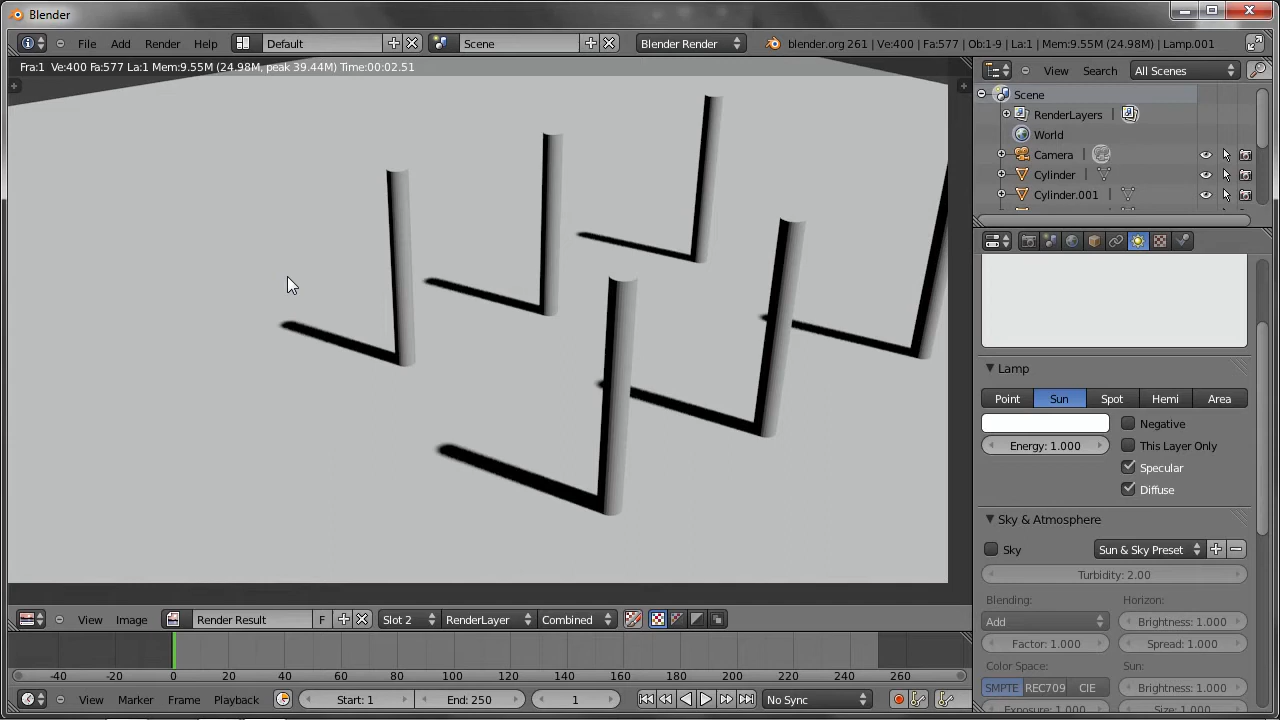 Blender
File Add Render Help Default Scene Blender Render blender.org 261 | Ve:400 | Fa:577 | Ob:1-9 | La:1 | Mem:9.55M (24.98M) | Lamp.001
Fra:1 Ve:400 Fa:577 La:1 Mem:9.55M (24.98M, peak 39.44M) Time:00:02.51
View Search All Scenes
Scene
RenderLayers
World
Camera
Cylinder
Cylinder.001
Lamp
Point Sun Spot Hemi Area
Negative
Energy: 1.000 This Layer Only
Specular
Diffuse
Sky & Atmosphere
Sky Sun & Sky Preset
Turbidity: 2.00
Blending: Horizon:
Add Brightness: 1.000
Factor: 1.000 Spread: 1.000
Color Space: Sun:
SMPTE REC709 CIE Brightness: 1.000
Exposure: 1.000 Size: 1.000
View Image Render Result F Slot 2 RenderLayer Combined
-40 -20 0 20 40 60 80 100 120 140 160 180 200 220 240 260
View Marker Frame Playback Start: 1 End: 250 1 No Sync